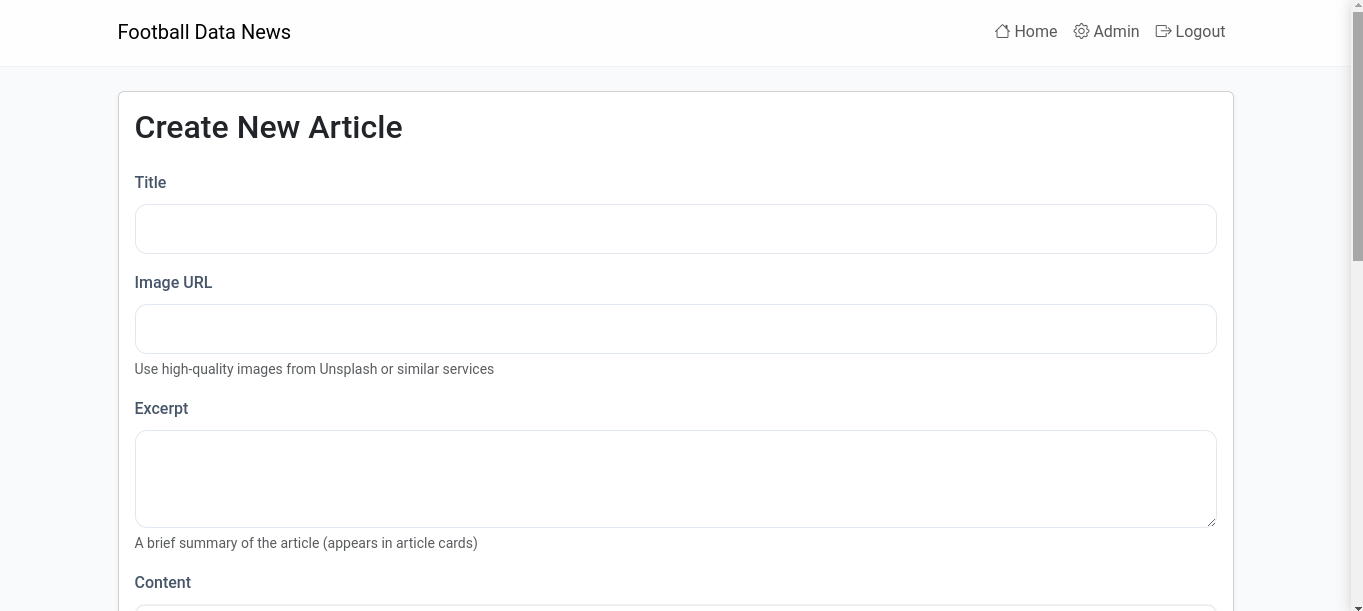 Football Data News
Home
Admin
Logout
Create New Article
Title
Image URL
Use high-quality images from Unsplash or similar services
Excerpt
A brief summary of the article (appears in article cards)
Content